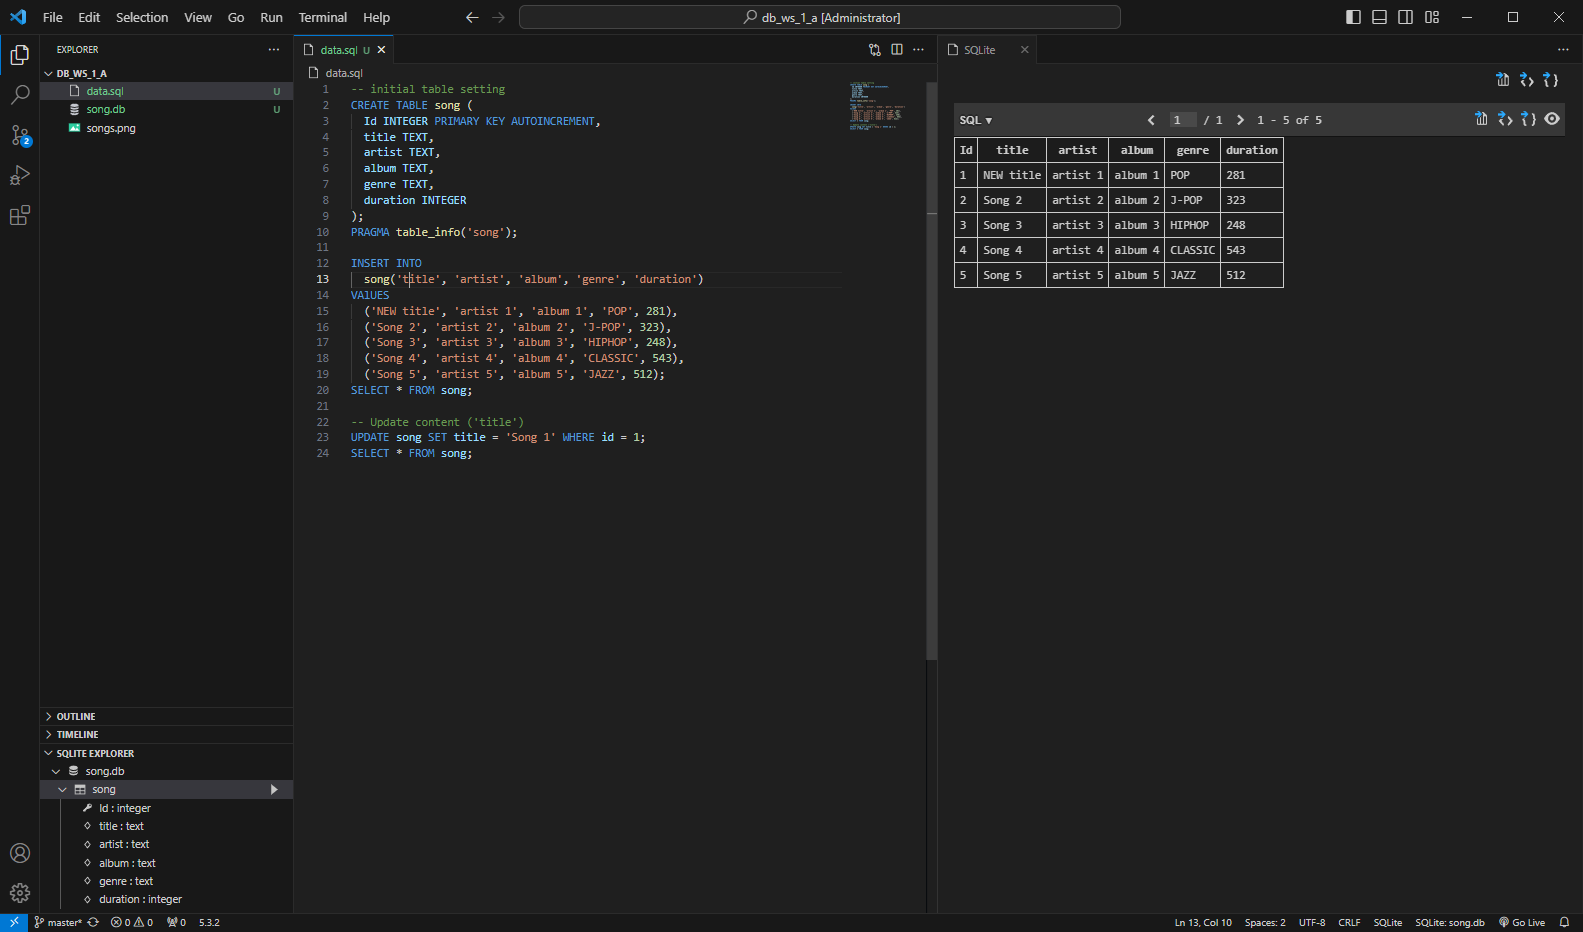 File Edit Selection View Go Run Terminal Help
db_ws_1_a [Administrator]
EXPLORER
DB_WS_1_A
data.sql U
song.db U
songs.png
2
OUTLINE
TIMELINE
SQLITE EXPLORER
song.db
song
Id : integer
title : text
artist : text
album : text
genre : text
duration : integer
data.sql U
data.sql
1 -- initial table setting
2 CREATE TABLE song (
3 Id INTEGER PRIMARY KEY AUTOINCREMENT,
4 title TEXT,
5 artist TEXT,
6 album TEXT,
7 genre TEXT,
8 duration INTEGER
9 );
10 PRAGMA table_info('song');
11
12 INSERT INTO
13 song('title', 'artist', 'album', 'genre', 'duration')
14 VAlUES
15 ('NEW title', 'artist 1', 'album 1', 'POP', 281),
16 ('Song 2', 'artist 2', 'album 2', 'J-POP', 323),
17 ('Song 3', 'artist 3', 'album 3', 'HIPHOP', 248),
18 ('Song 4', 'artist 4', 'album 4', 'CLASSIC', 543),
19 ('Song 5', 'artist 5', 'album 5', 'JAZZ', 512);
20 SELECT * FROM song;
21
22 -- Update content ('title')
23 UPDATE song SET title = 'Song 1' WHERE id = 1;
24 SELECT * FROM song;
SQLite
SQL ▾ 1 / 1 1 - 5 of 5
Id title artist album genre duration
1 NEW title artist 1 album 1 POP 281
2 Song 2 artist 2 album 2 J-POP 323
3 Song 3 artist 3 album 3 HIPHOP 248
4 Song 4 artist 4 album 4 CLASSIC 543
5 Song 5 artist 5 album 5 JAZZ 512
master* 0 0 0 5.3.2 Ln 13, Col 10 Spaces: 2 UTF-8 CRLF SQLite SQLite: song.db Go Live